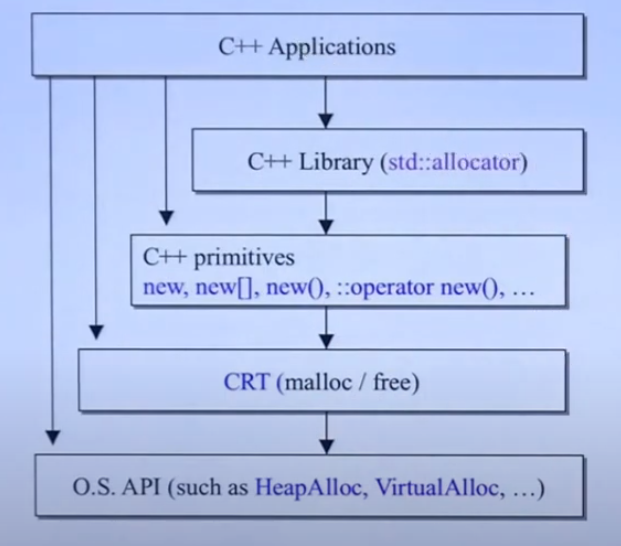 C++ Applications
C++ Library (std::allocator)
C++ primitives
new, new[], new(), ::operator new(), …
CRT (malloc / free)
O.S. API (such as HeapAlloc, VirtualAlloc, …)